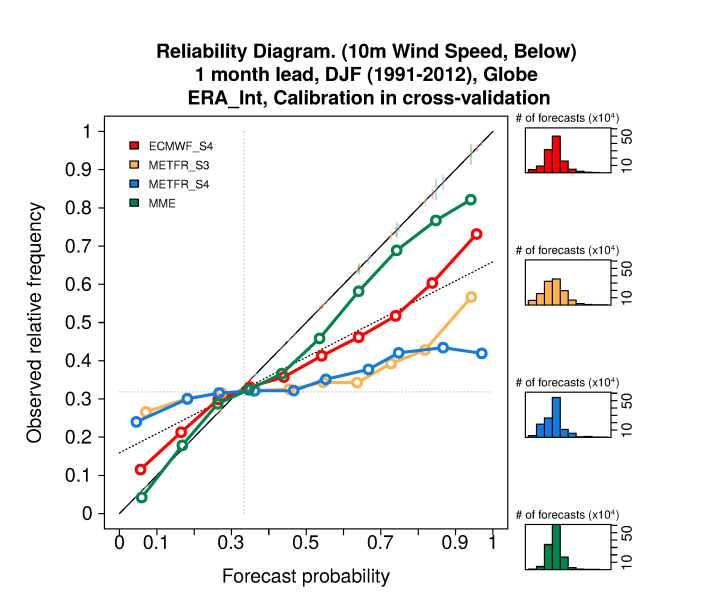 Reliability Diagram. (10m Wind Speed, Below)
1 month lead, DJF (1991-2012), Globe
ERA_Int, Calibration in cross-validation
# of forecasts (x10⁴)
50
10
ECMWF_S4
METFR_S3
METFR_S4
MME
Observed relative frequency
1
0.9
0.8
0.7
0.6
0.5
0.4
0.3
0.2
0.1
0
# of forecasts (x10⁴)
50
10
# of forecasts (x10⁴)
50
10
# of forecasts (x10⁴)
50
10
0 0.1 0.3 0.5 0.7 0.9 1
Forecast probability